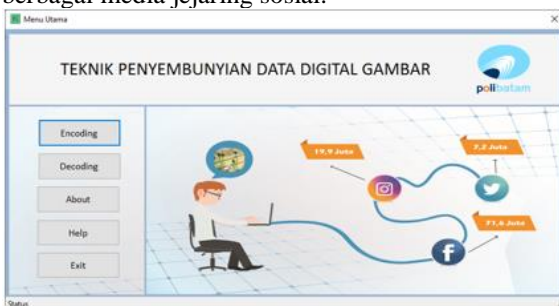 berbagai media jejaring sosial.
Menu Utama
TEKNIK PENYEMBUNYIAN DATA DIGITAL GAMBAR
polibatam
Encoding
Decoding
About
Help
Exit
19,9 Juta
7,2 Juta
71,6 Juta
Status